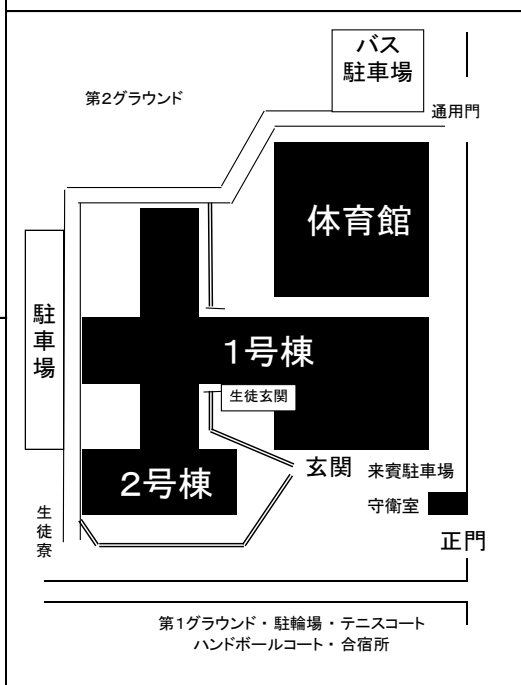 バス
駐車場
第2グラウンド
通用門
体育館
駐車場
1号棟
生徒玄関
玄関
来賓駐車場
2号棟
守衛室
生徒寮
正門
第1グラウンド・駐輪場・テニスコート
ハンドボールコート・合宿所